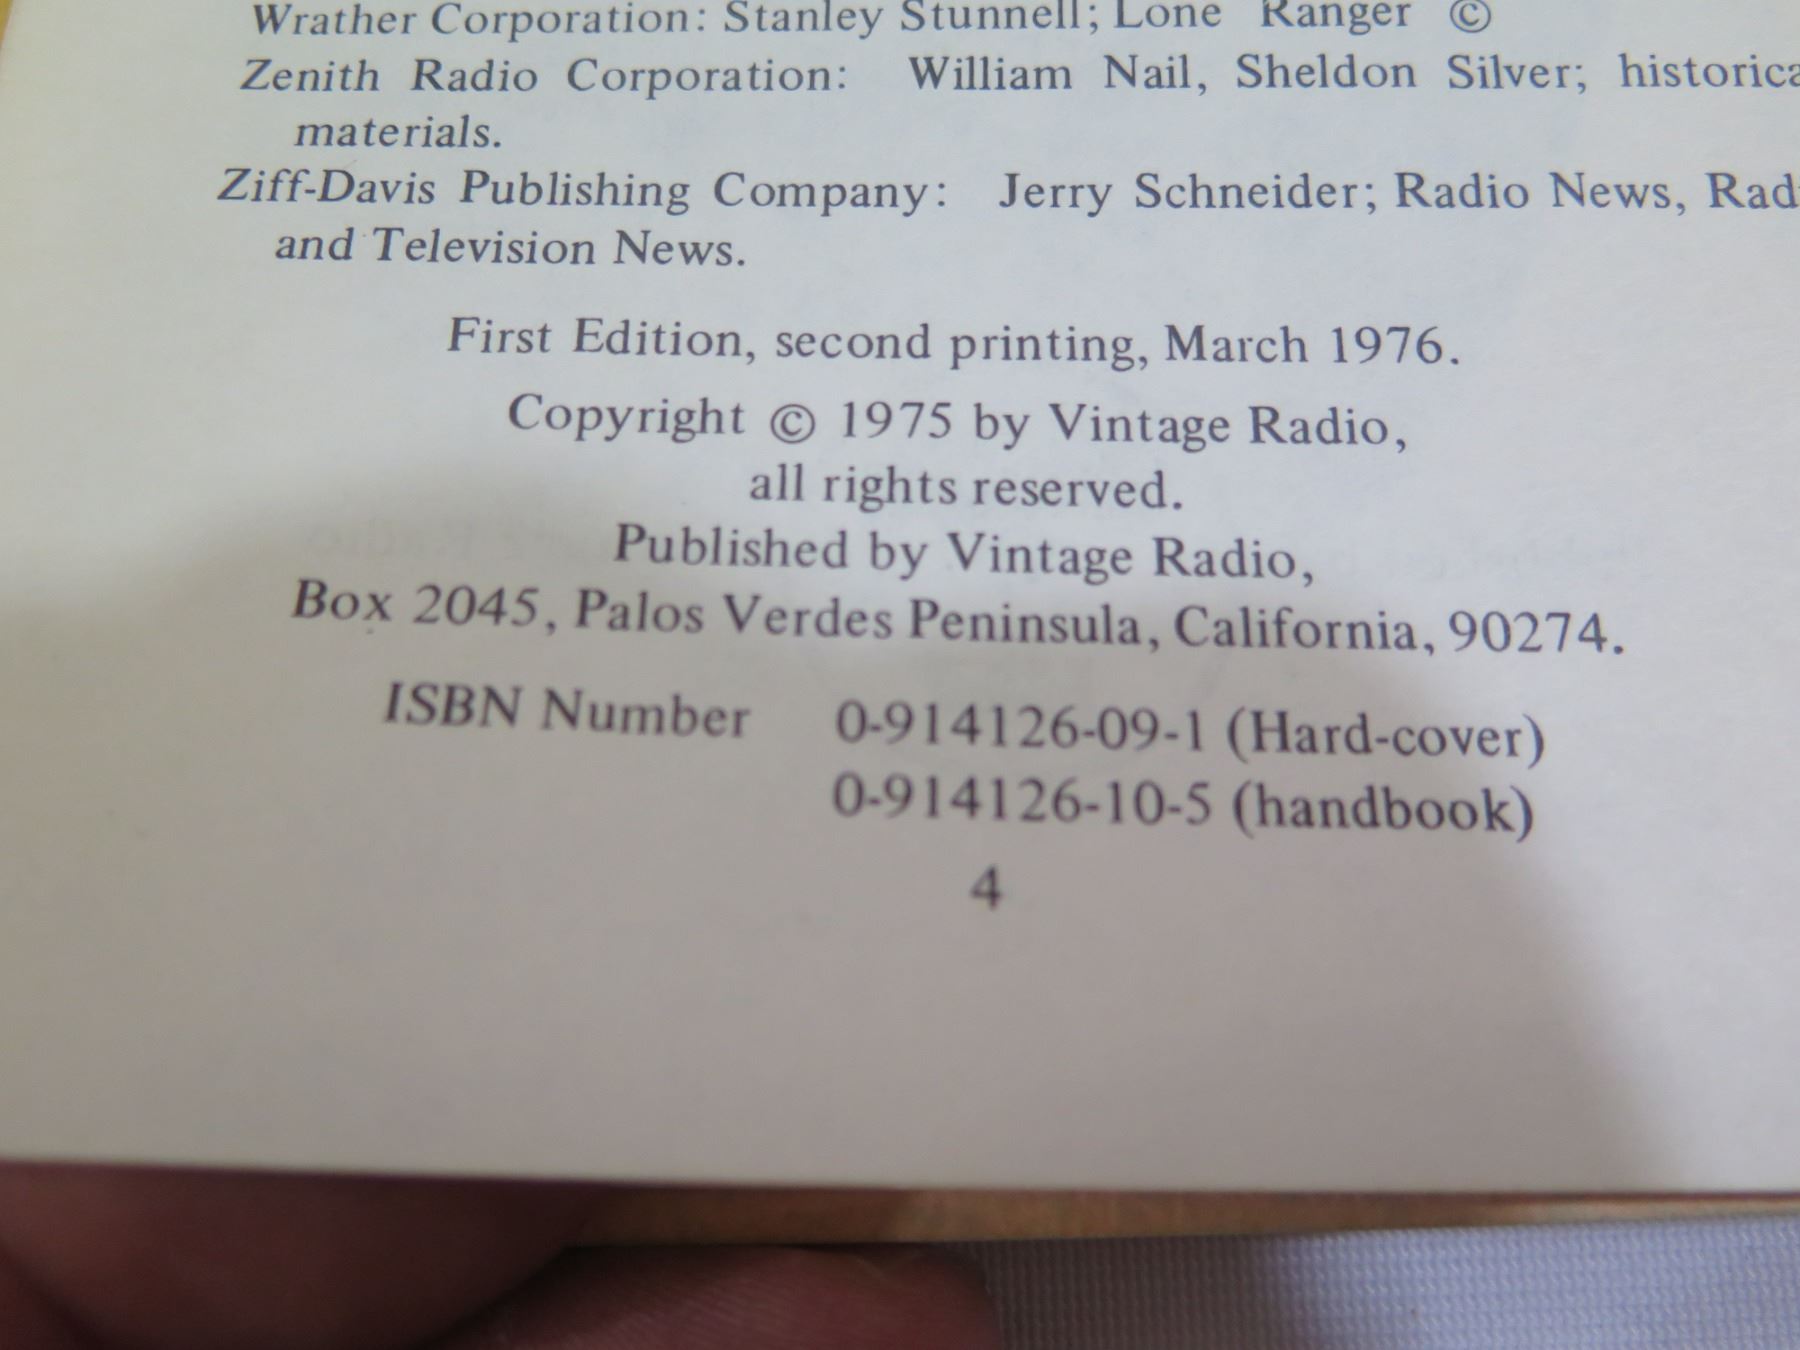 Wrather Corporation: Stanley Stunnell; Lone Ranger ©
Zenith Radio Corporation: William Nail, Sheldon Silver; historica
materials.
Ziff-Davis Publishing Company: Jerry Schneider; Radio News, Rad
and Television News.
First Edition, second printing, March 1976.
Copyright © 1975 by Vintage Radio,
all rights reserved.
Published by Vintage Radio,
Box 2045, Palos Verdes Peninsula, California, 90274.
ISBN Number 0-914126-09-1 (Hard-cover)
0-914126-10-5 (handbook)
4